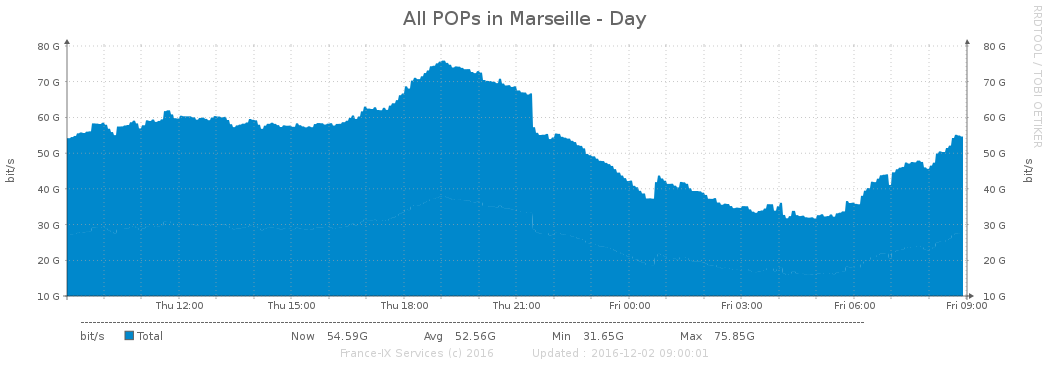 All POPs in Marseille - Day
RRDTOOL / TOBI OETIKER
80 G 80 G
70 G 70 G
60 G 60 G
50 G 50 G
40 G 40 G
30 G 30 G
20 G 20 G
10 G 10 G
bit/s bit/s
Thu 12:00 Thu 15:00 Thu 18:00 Thu 21:00 Fri 00:00 Fri 03:00 Fri 06:00 Fri 09:00
bit/s Total Now 54.59G Avg 52.56G Min 31.65G Max 75.85G
France-IX Services (c) 2016 Updated : 2016-12-02 09:00:01